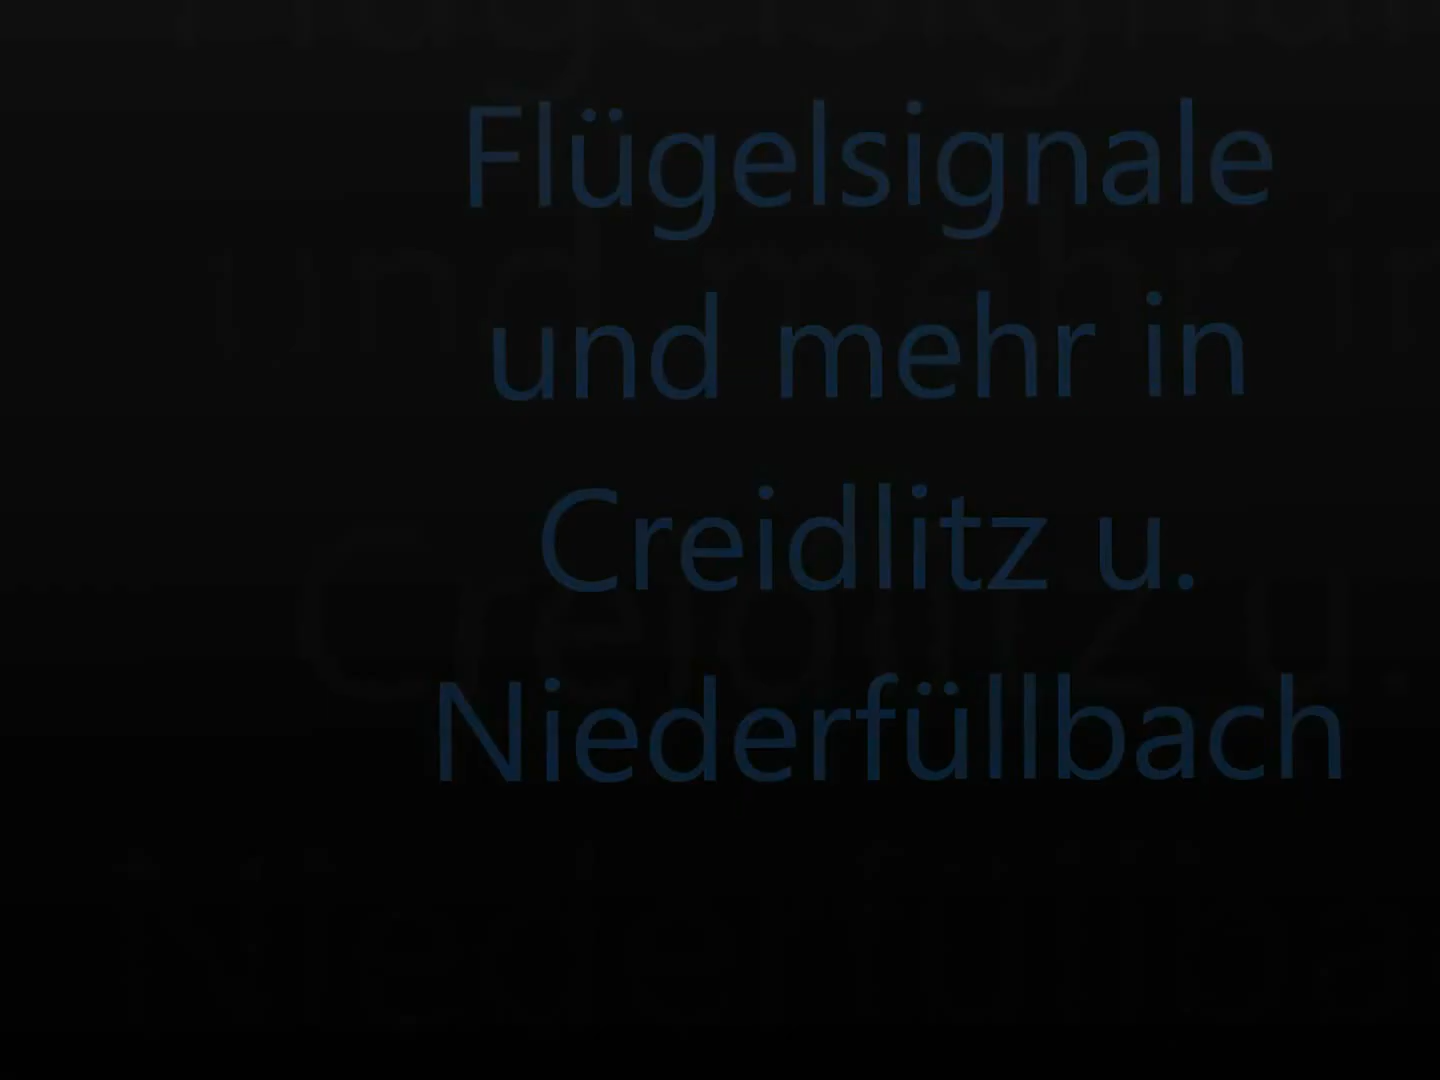 Flügelsignale
und mehr in
Creidlitz u.
Niederfüllbach